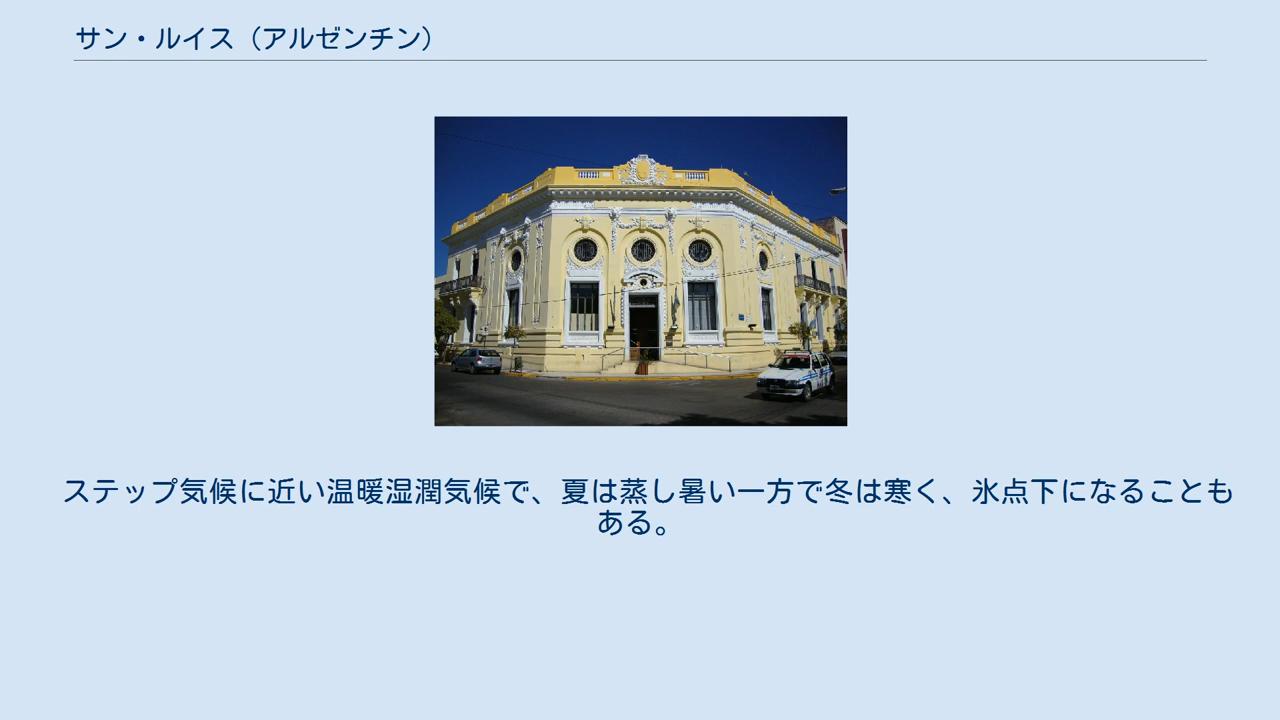 サン・ルイス（アルゼンチン）
ステップ気候に近い温暖湿潤気候で、夏は蒸し暑い一方で冬は寒く、氷点下になることも
ある。